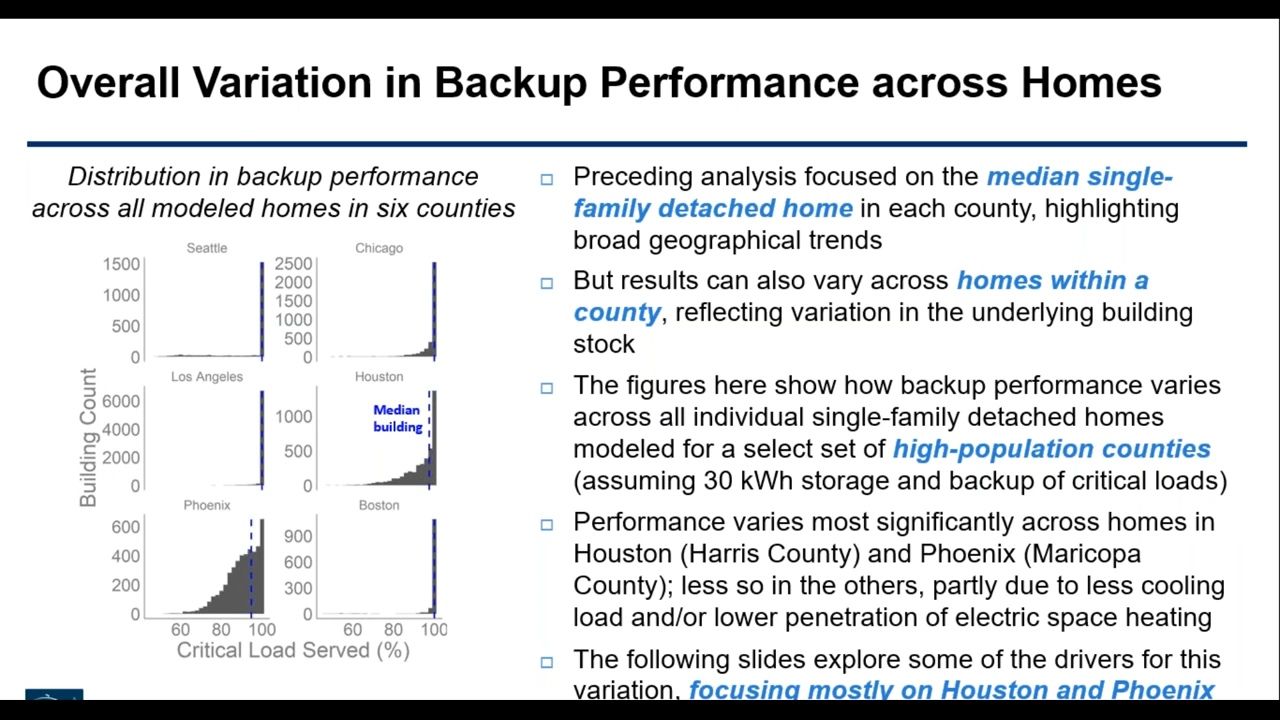 Overall Variation in Backup Performance across Homes
Distribution in backup performance
across all modeled homes in six counties
Seattle
1500
1000
500
0
Chicago
2500
2000
1500
1000
500
0
Los Angeles
6000
4000
2000
0
Houston
1000
500
0
Median
building
Phoenix
600
400
200
0
60 80 100
Boston
900
600
300
0
60 80 100
Building Count
Critical Load Served (%)
Preceding analysis focused on the median single-
family detached home in each county, highlighting
broad geographical trends
But results can also vary across homes within a
county, reflecting variation in the underlying building
stock
The figures here show how backup performance varies
across all individual single-family detached homes
modeled for a select set of high-population counties
(assuming 30 kWh storage and backup of critical loads)
Performance varies most significantly across homes in
Houston (Harris County) and Phoenix (Maricopa
County); less so in the others, partly due to less cooling
load and/or lower penetration of electric space heating
The following slides explore some of the drivers for this
variation, focusing mostly on Houston and Phoenix